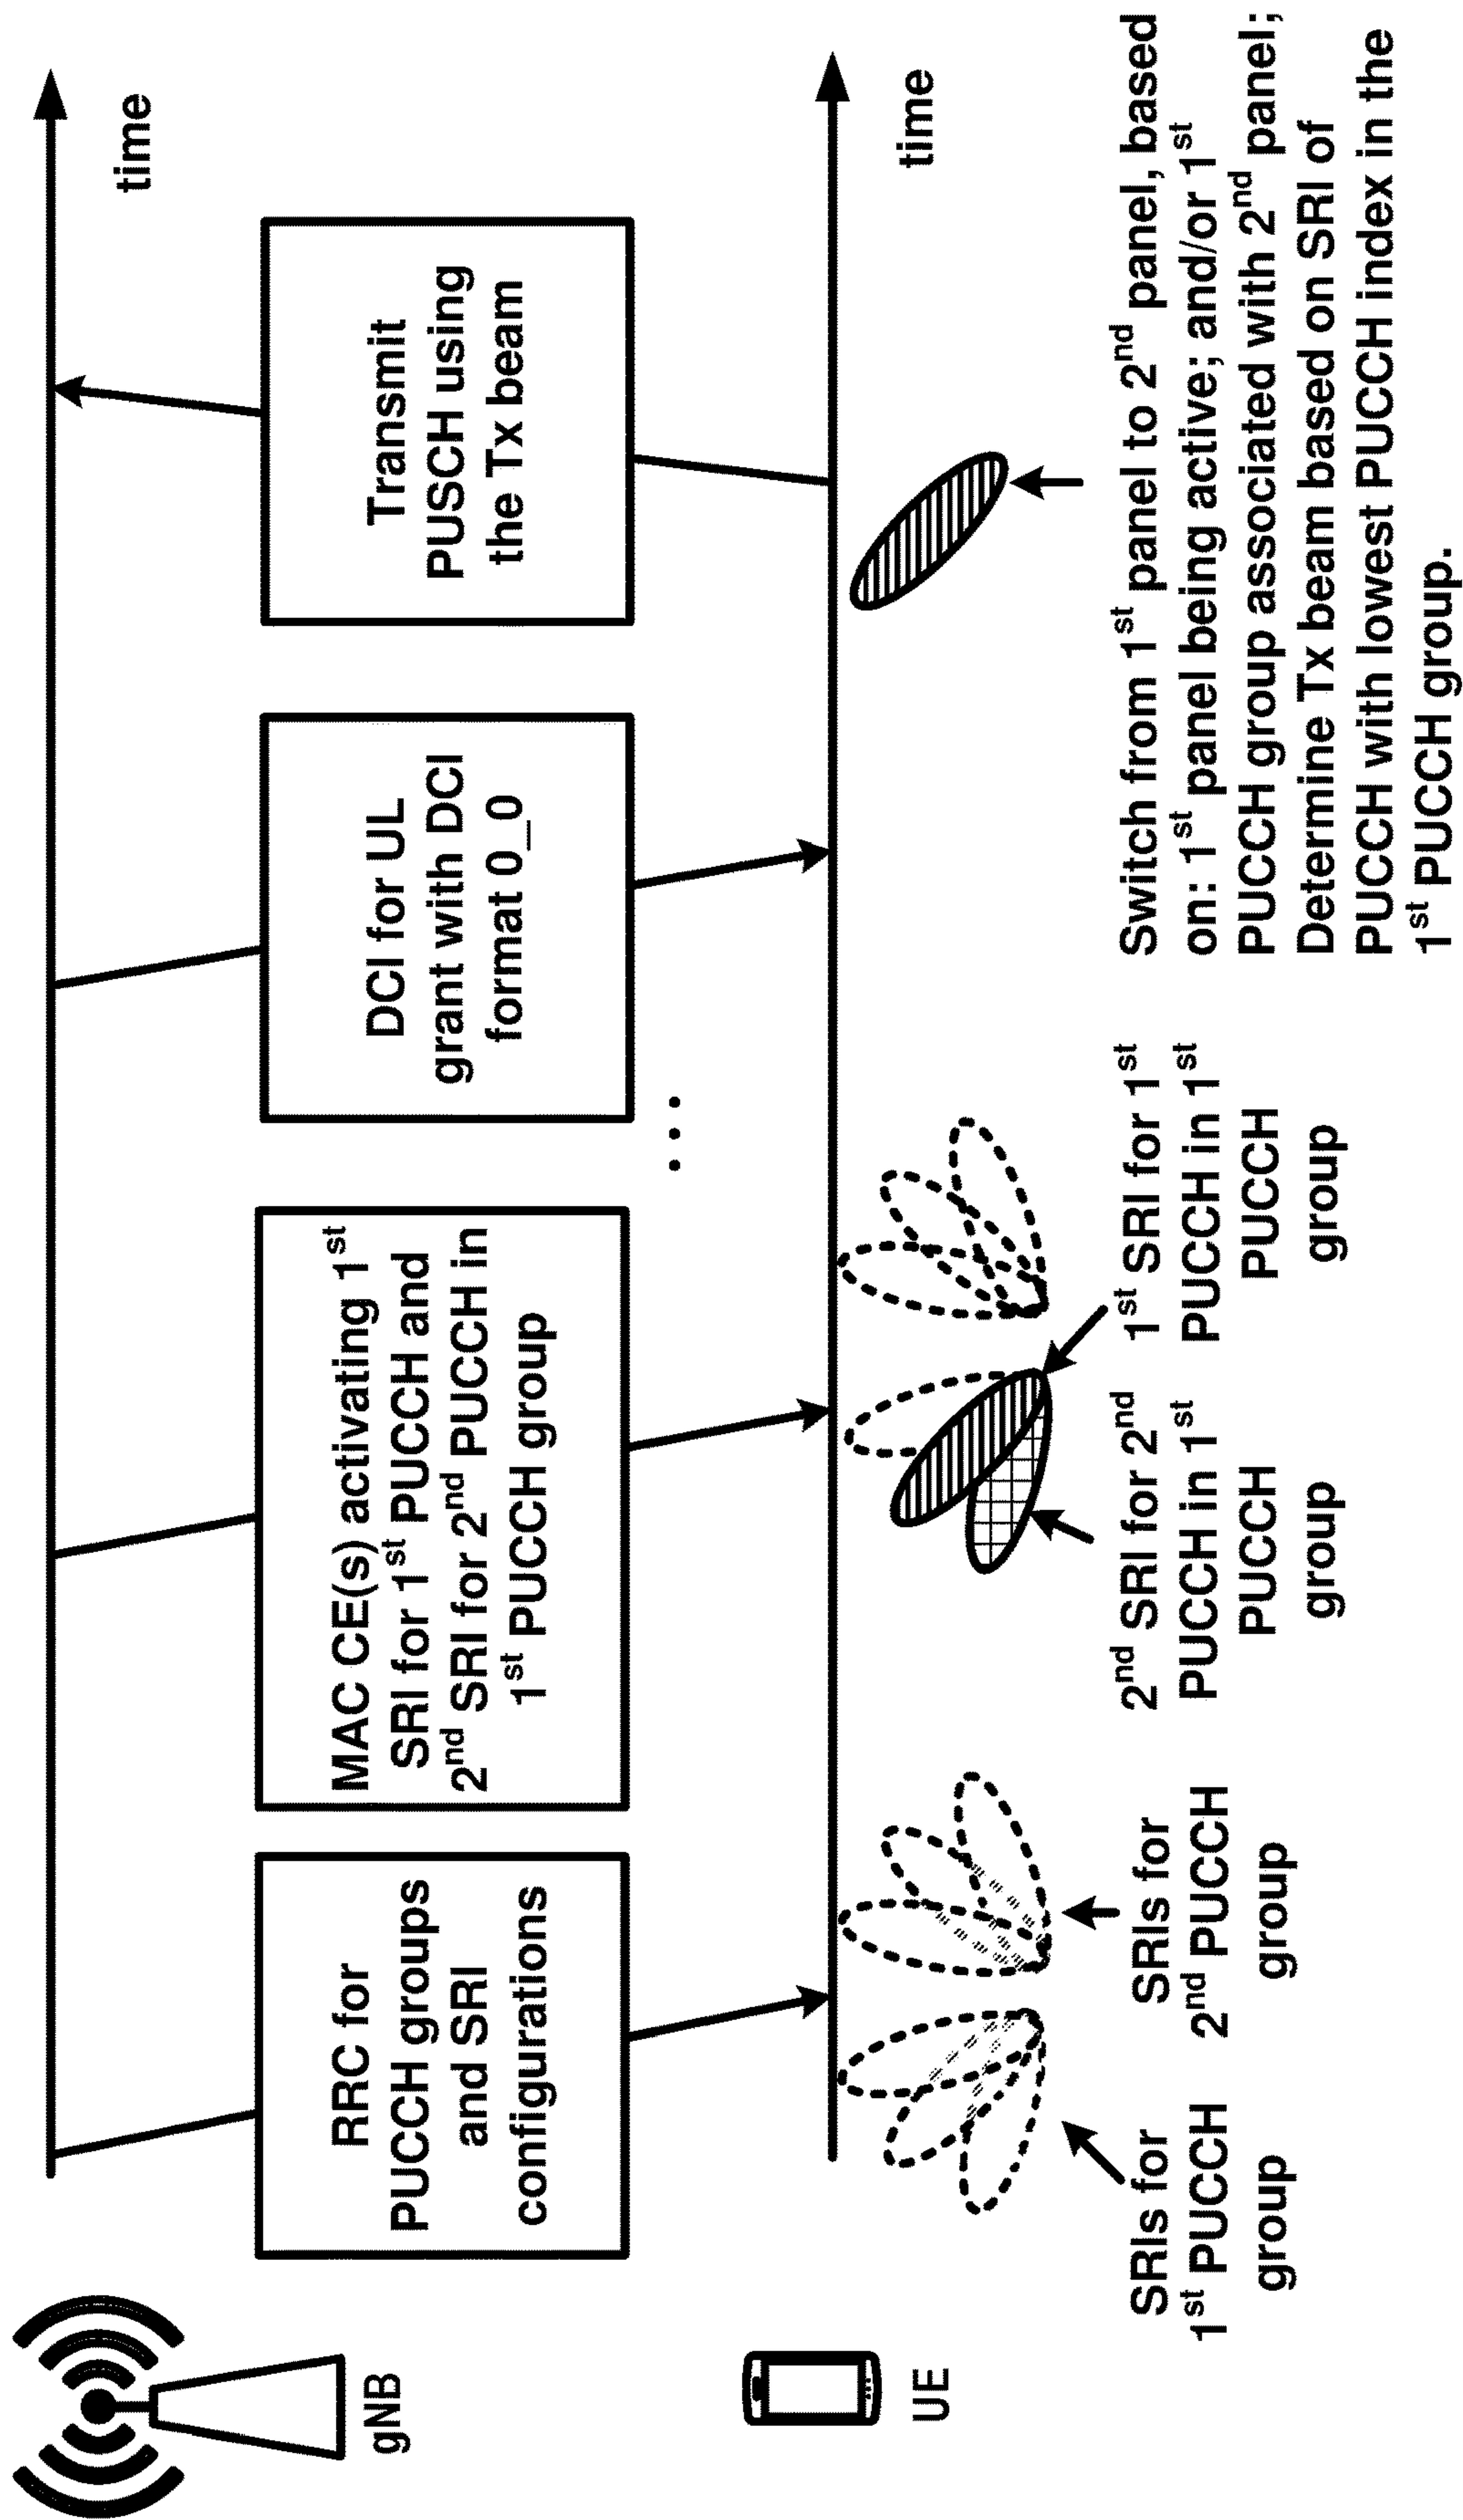 gNB
time
RRC for
PUCCH groups
and SRI
configurations
MAC CE(s) activating 1st
SRI for 1st PUCCH and
2nd SRI for 2nd PUCCH in
1st PUCCH group
...
DCI for UL
grant with DCI
format 0_0
Transmit
PUSCH using
the Tx beam
UE
time
SRIs for
1st PUCCH
group
SRIs for
2nd PUCCH
group
2nd SRI for 2nd
PUCCH in 1st
PUCCH
group
1st SRI for 1st
PUCCH in 1st
PUCCH
group
Switch from 1st panel to 2nd panel, based
on: 1st panel being active; and/or 1st
PUCCH group associated with 2nd panel;
Determine Tx beam based on SRI of
PUCCH with lowest PUCCH index in the
1st PUCCH group.